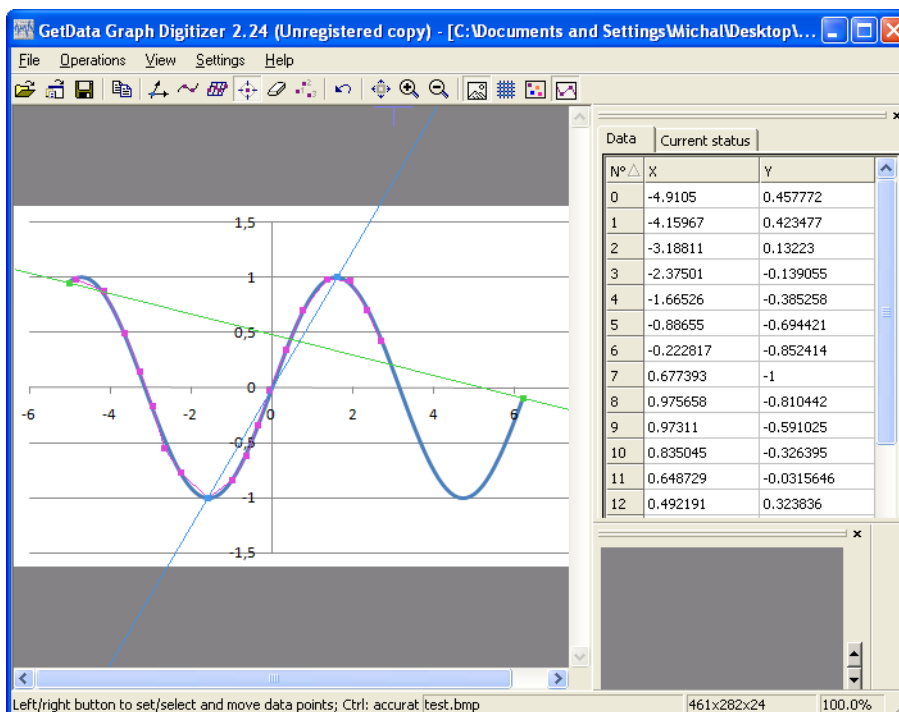 GetData Graph Digitizer 2.24 (Unregistered copy) - [C:\Documents and Settings\Michal\Desktop\...
File Operations View Settings Help
Data Current status
Nº X Y
0 -4.9105 0.457772
1 -4.15967 0.423477
2 -3.18811 0.13223
3 -2.37501 -0.139055
4 -1.66526 -0.385258
5 -0.88655 -0.694421
6 -0.222817 -0.852414
7 0.677393 -1
8 0.975658 -0.810442
9 0.97311 -0.591025
10 0.835045 -0.326395
11 0.648729 -0.0315646
12 0.492191 0.323836
1,5
1
0,5
0
-6 -4 -2 0 2 4 6
-0,5
-1
-1,5
Left/right button to set/select and move data points; Ctrl: accurat test.bmp 461x282x24 100.0%